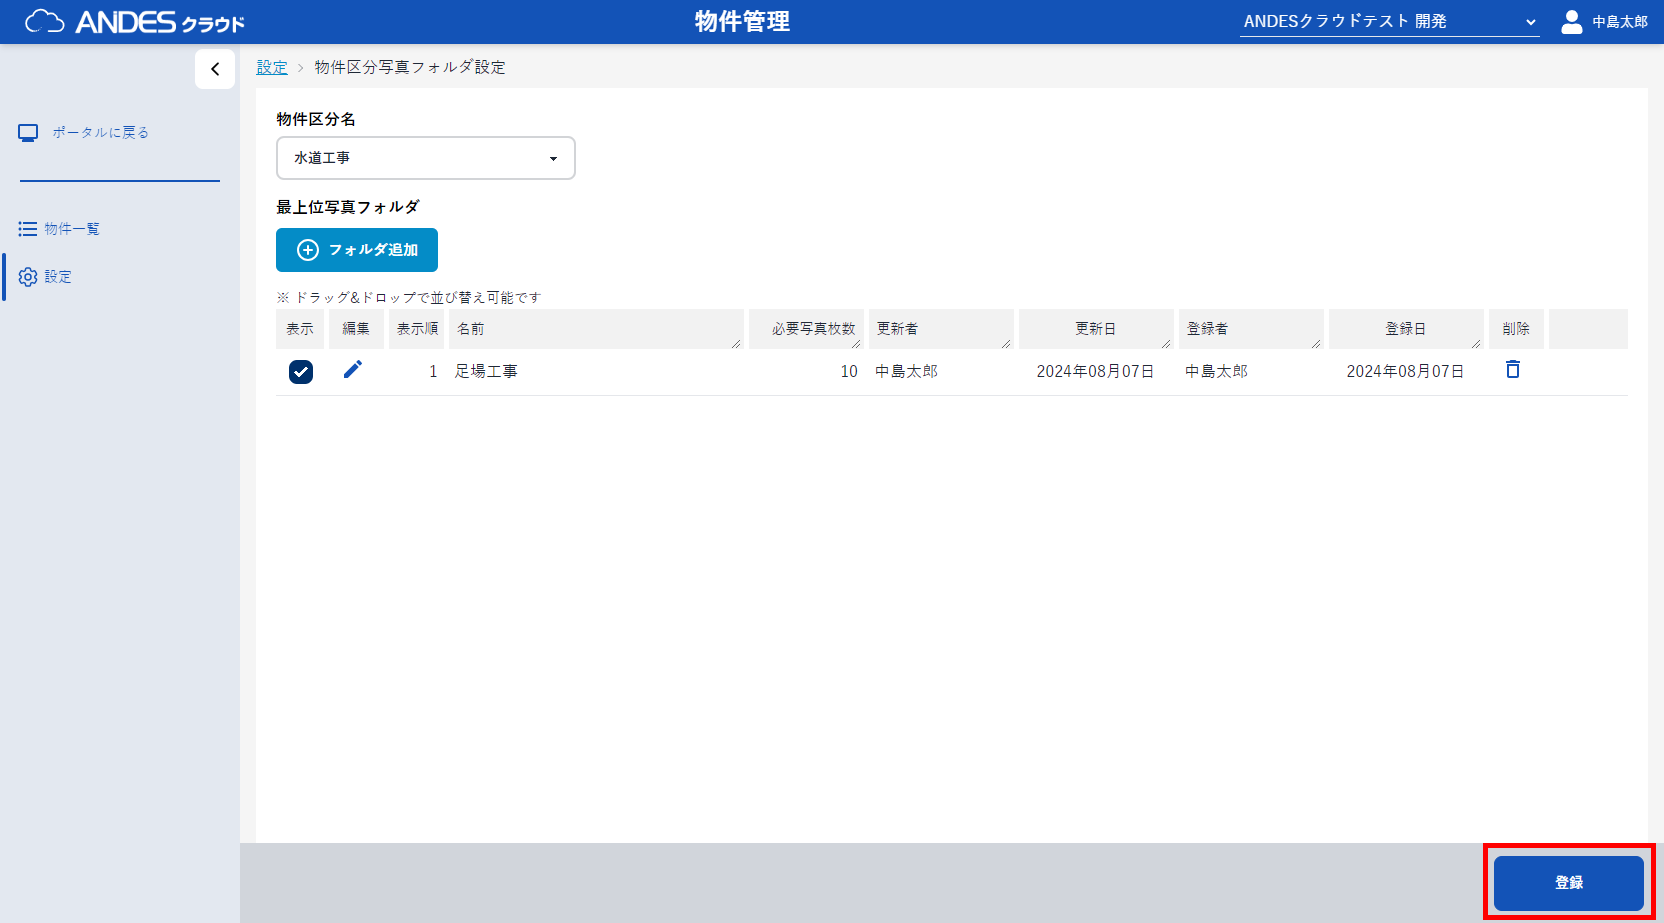 ANDES クラウド
物件管理
ANDESクラウドテスト 開発
中島太郎
設定 > 物件区分写真フォルダ設定
ポータルに戻る
物件一覧
設定
物件区分名
水道工事
最上位写真フォルダ
フォルダ追加
※ ドラッグ&ドロップで並び替え可能です
表示 編集 表示順 名前 必要写真枚数 更新者 更新日 登録者 登録日 削除
1 足場工事 10 中島太郎 2024年08月07日 中島太郎 2024年08月07日
登録